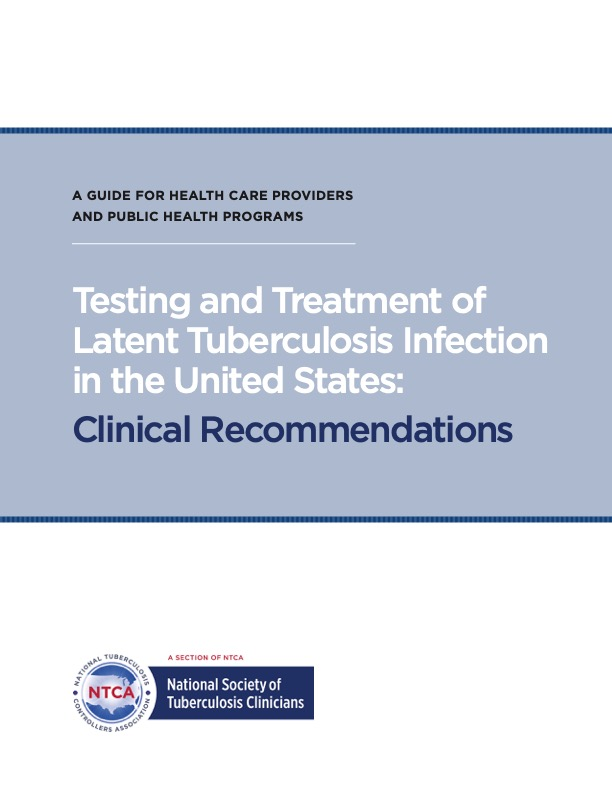 A GUIDE FOR HEALTH CARE PROVIDERS
AND PUBLIC HEALTH PROGRAMS
Testing and Treatment of
Latent Tuberculosis Infection
in the United States:
Clinical Recommendations
A SECTION OF NTCA
NATIONAL TUBERCULOSIS
NTCA
CONTROLLERS ASSOCIATION
National Society of
Tuberculosis Clinicians